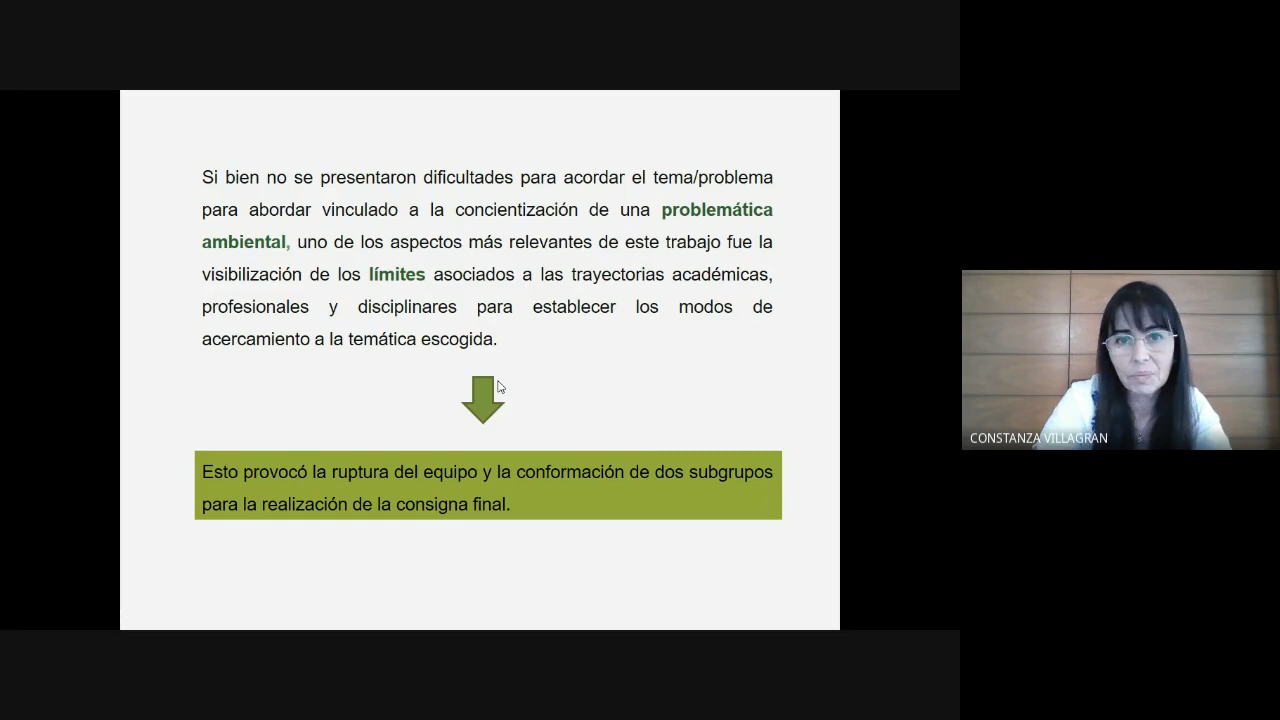 Si bien no se presentaron dificultades para acordar el tema/problema
para abordar vinculado a la concientización de una problemática
ambiental, uno de los aspectos más relevantes de este trabajo fue la
visibilización de los límites asociados a las trayectorias académicas,
profesionales y disciplinares para establecer los modos de
acercamiento a la temática escogida.
Esto provocó la ruptura del equipo y la conformación de dos subgrupos
para la realización de la consigna final.
CONSTANZA VILLAGRAN